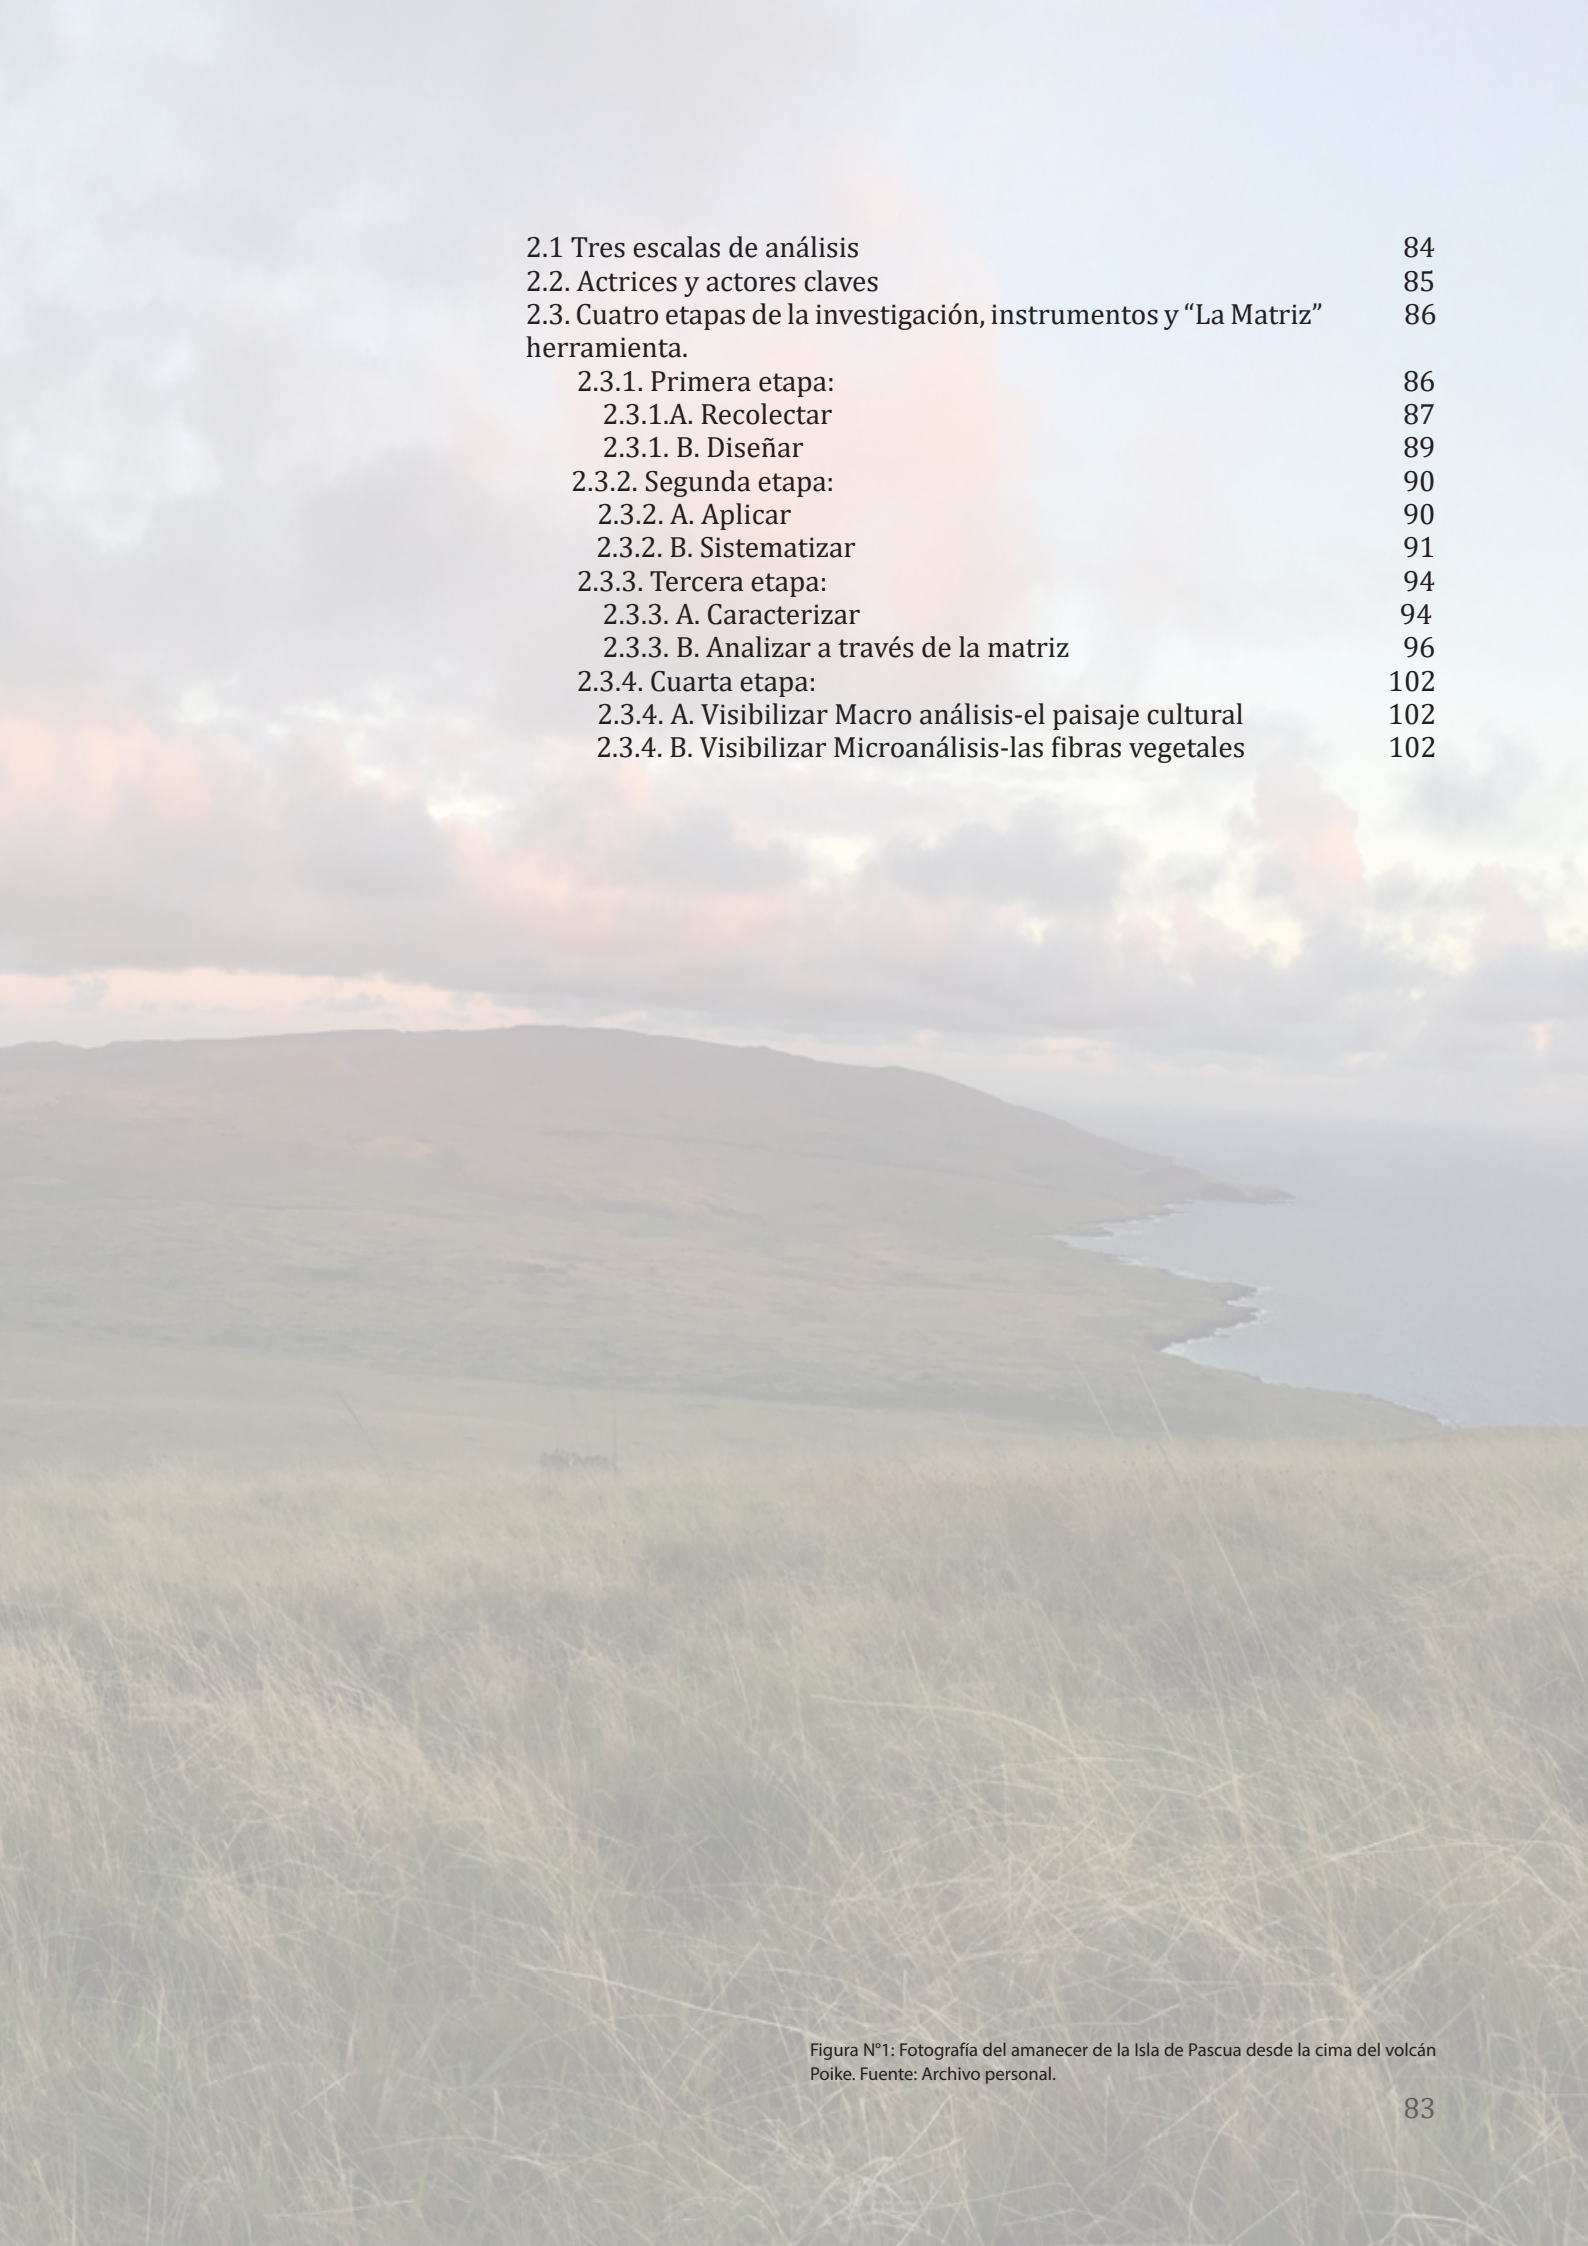 2.1 Tres escalas de análisis 84
2.2. Actrices y actores claves 85
2.3. Cuatro etapas de la investigación, instrumentos y “La Matriz” 86
herramienta.
2.3.1. Primera etapa: 86
2.3.1.A. Recolectar 87
2.3.1. B. Diseñar 89
2.3.2. Segunda etapa: 90
2.3.2. A. Aplicar 90
2.3.2. B. Sistematizar 91
2.3.3. Tercera etapa: 94
2.3.3. A. Caracterizar 94
2.3.3. B. Analizar a través de la matriz 96
2.3.4. Cuarta etapa: 102
2.3.4. A. Visibilizar Macro análisis-el paisaje cultural 102
2.3.4. B. Visibilizar Microanálisis-las fibras vegetales 102
Figura N°1: Fotografía del amanecer de la Isla de Pascua desde la cima del volcán
Poike. Fuente: Archivo personal.
83